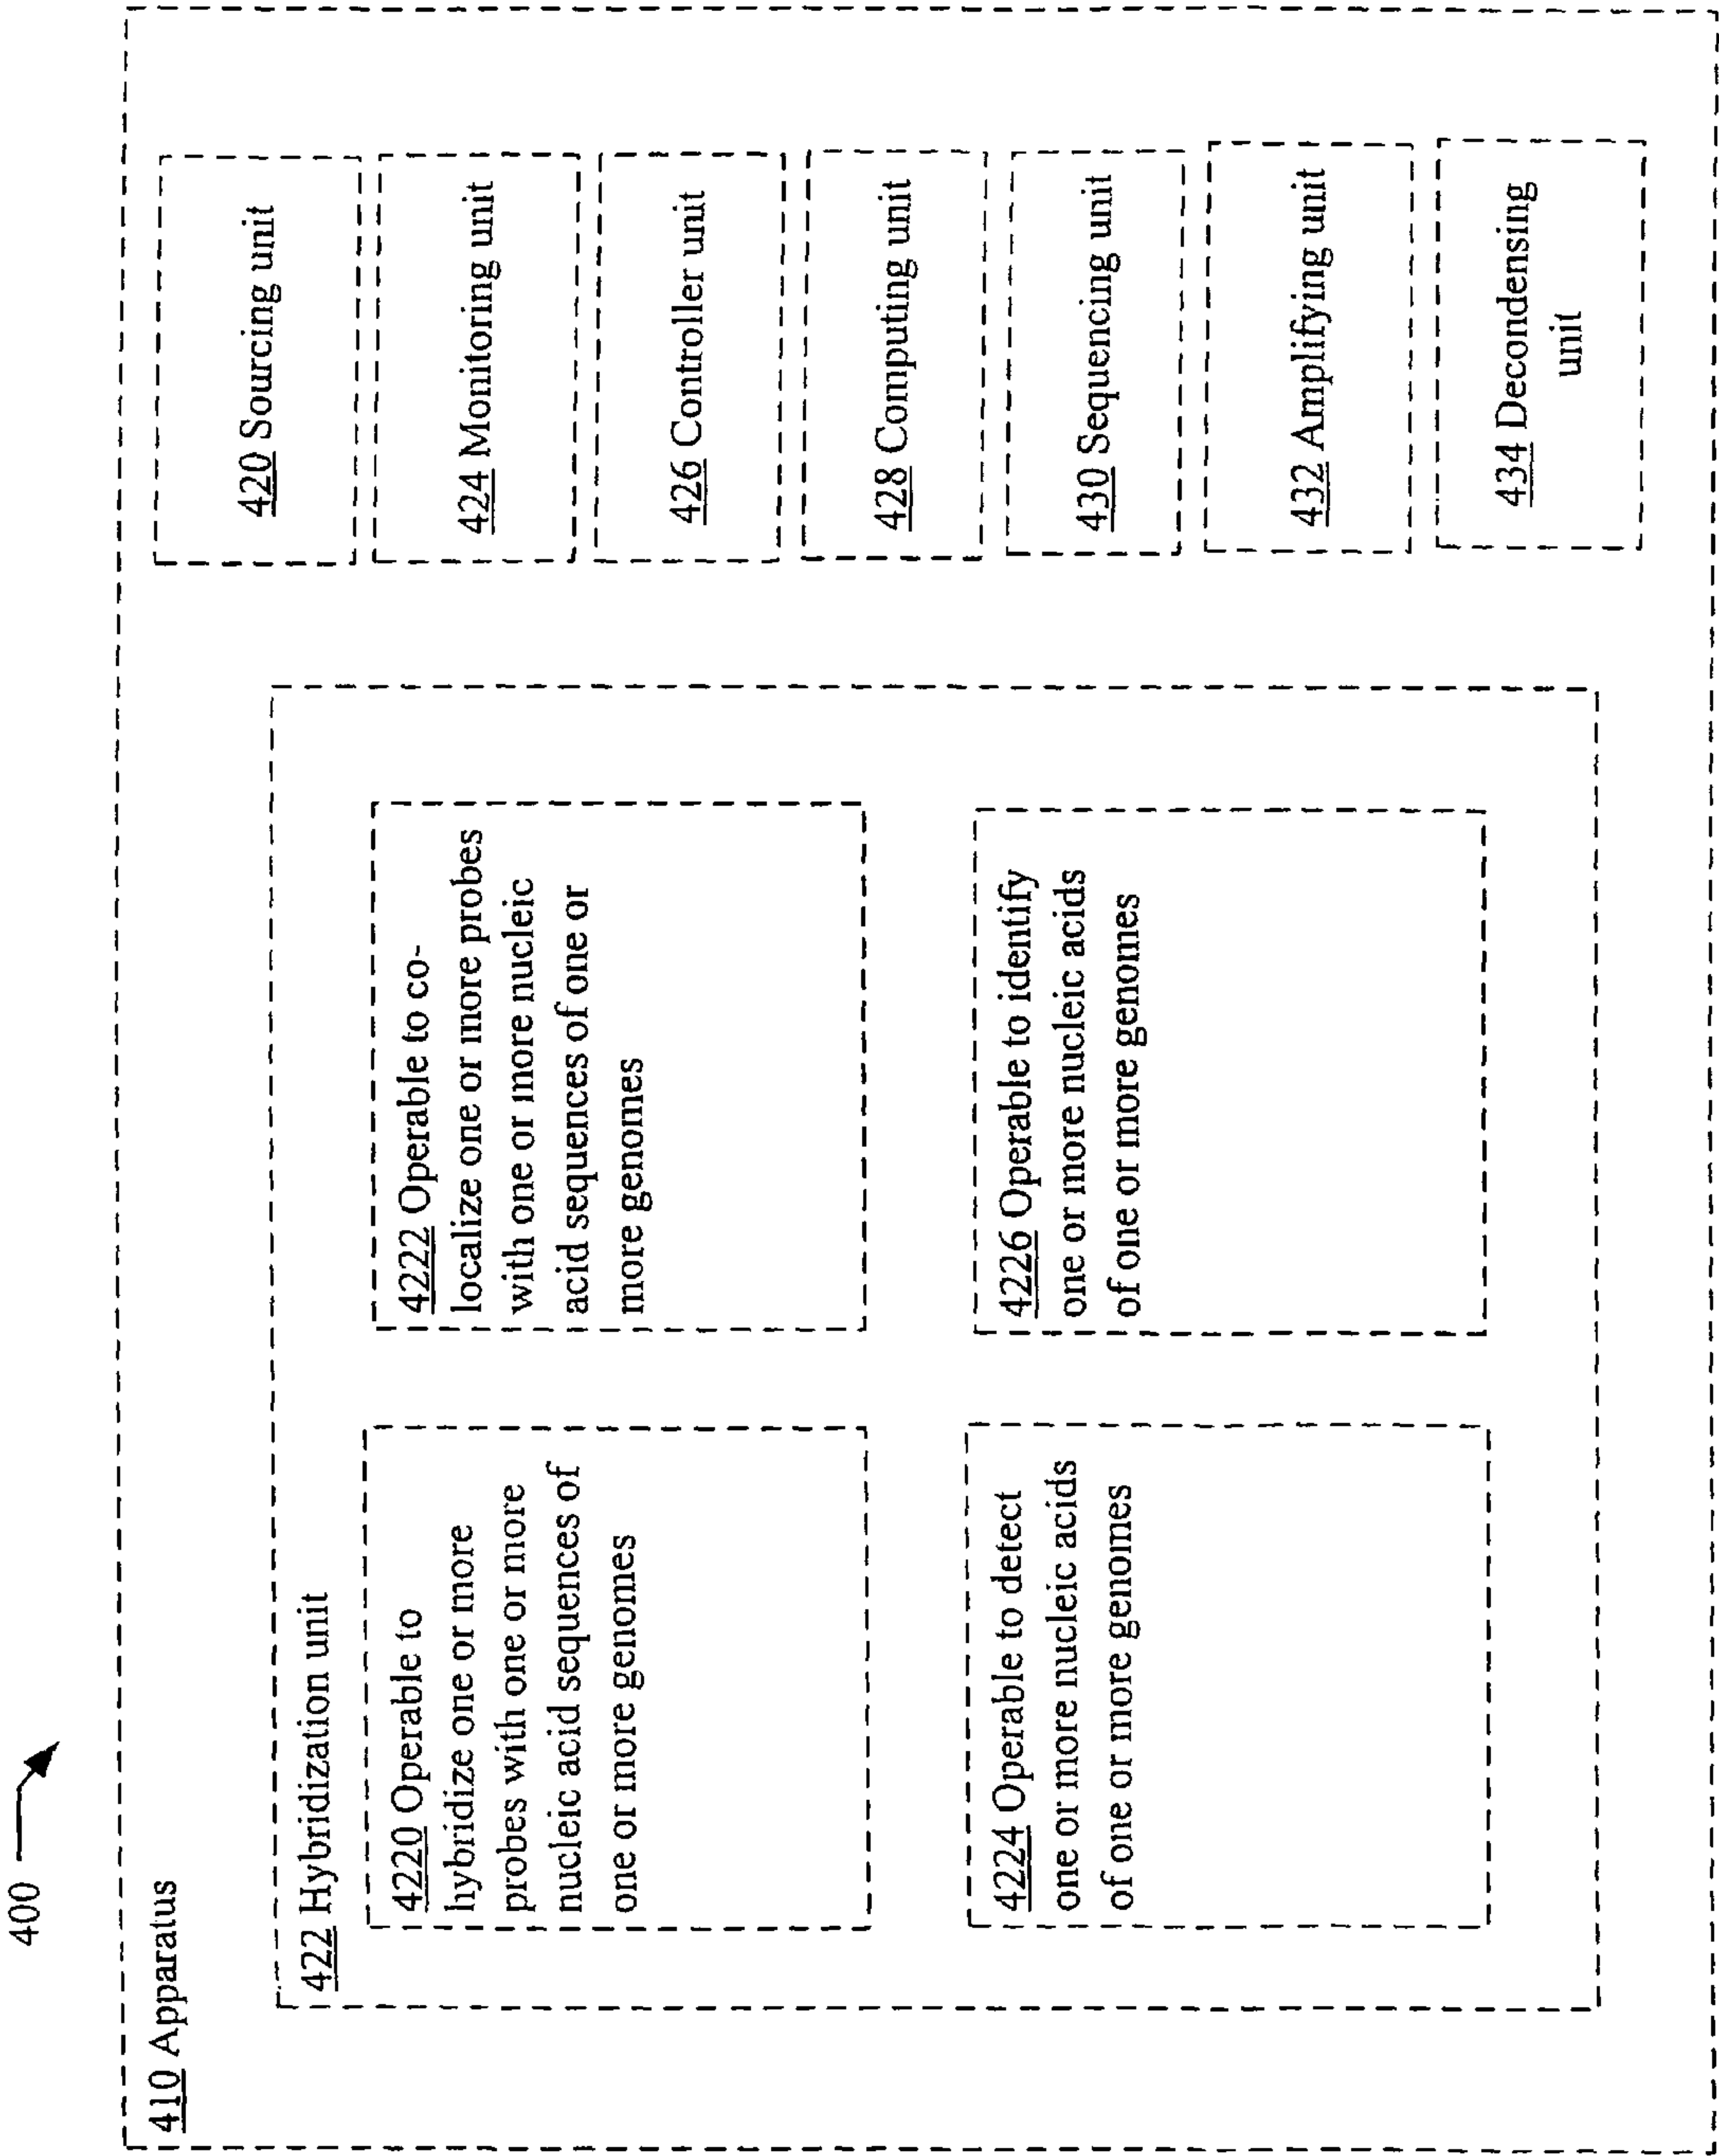 400
410 Apparatus
422 Hybridization unit
4220 Operable to
hybridize one or more
probes with one or more
nucleic acid sequences of
one or more genomes
4222 Operable to co-
localize one or more probes
with one or more nucleic
acid sequences of one or
more genomes
4224 Operable to detect
one or more nucleic acids
of one or more genomes
4226 Operable to identify
one or more nucleic acids
of one or more genomes
420 Sourcing unit
424 Monitoring unit
426 Controller unit
428 Computing unit
430 Sequencing unit
432 Amplifying unit
434 Decondensing
unit